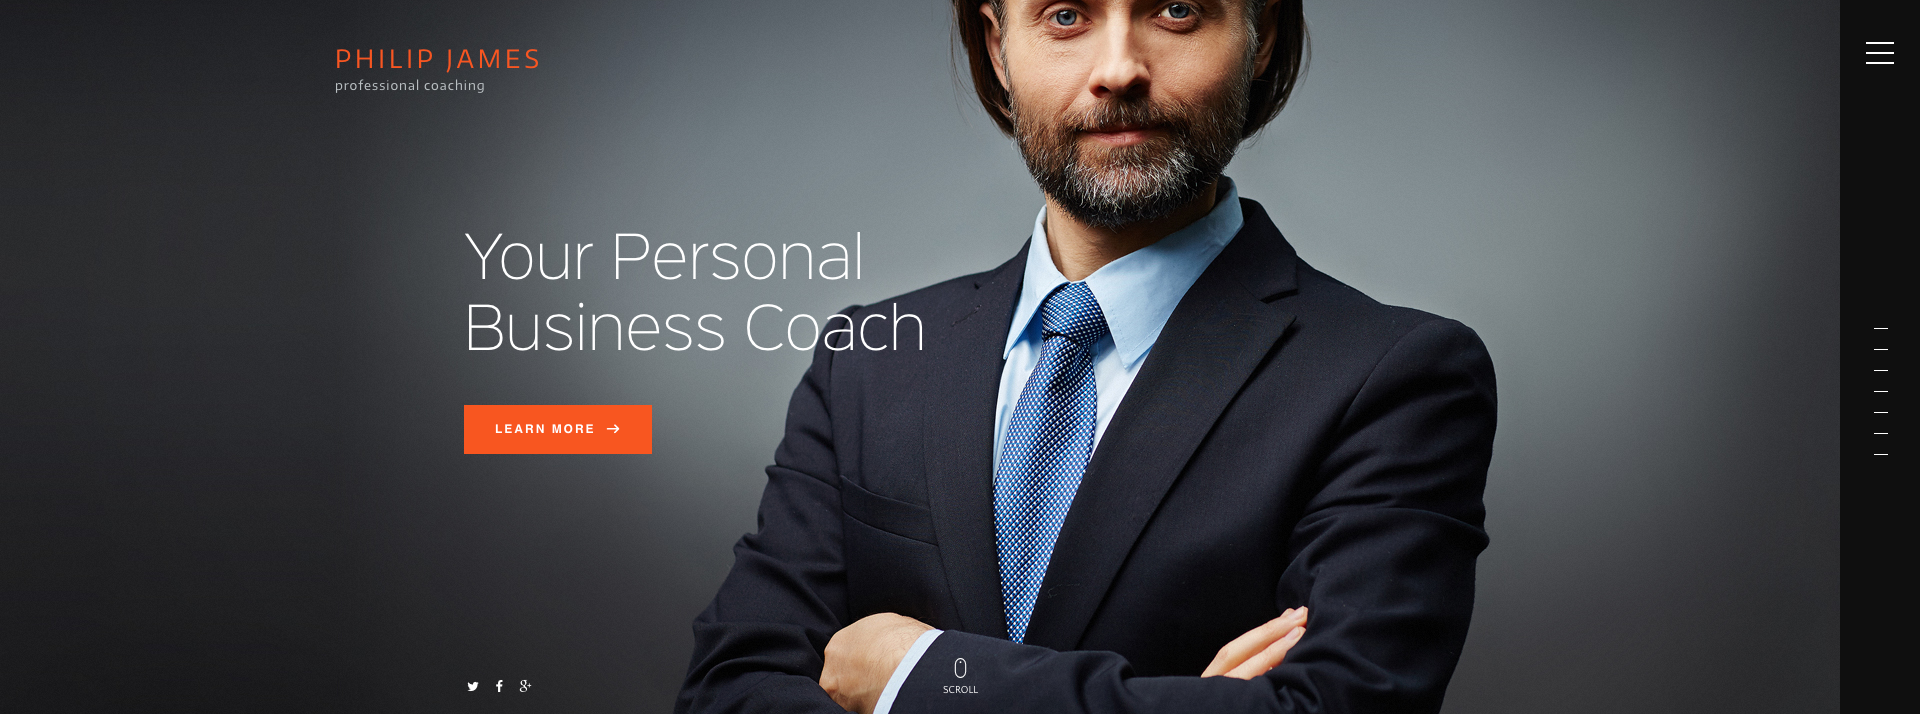 PHILIP JAMES
professional coaching
Your Personal
Business Coach
LEARN MORE →
SCROLL